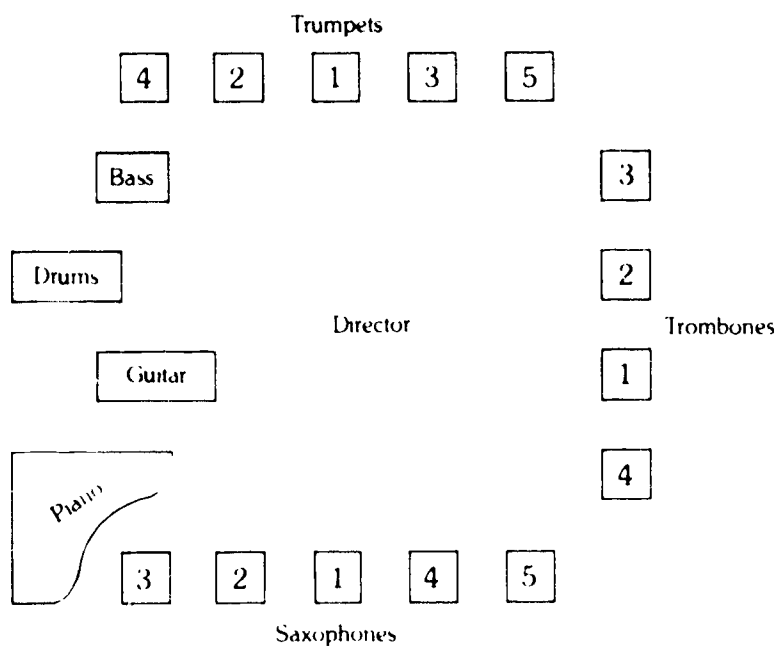 Trumpets
4 2 1 3 5
Bass
3
Drums
2
Director
Trombones
Guitar
1
4
Piano
3 2 1 4 5
Saxophones